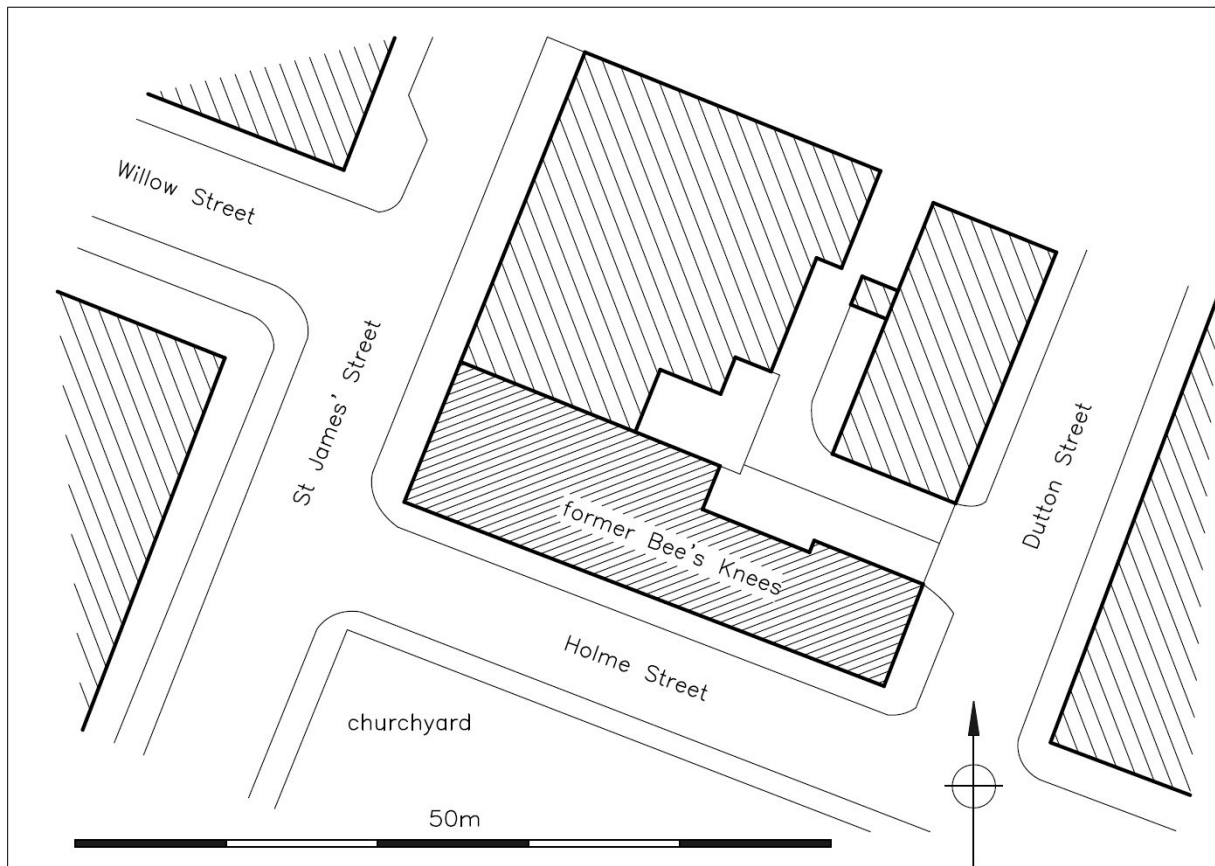 Willow Street
St James' Street
former Bee's Knees
Dutton Street
Holme Street
churchyard
50m